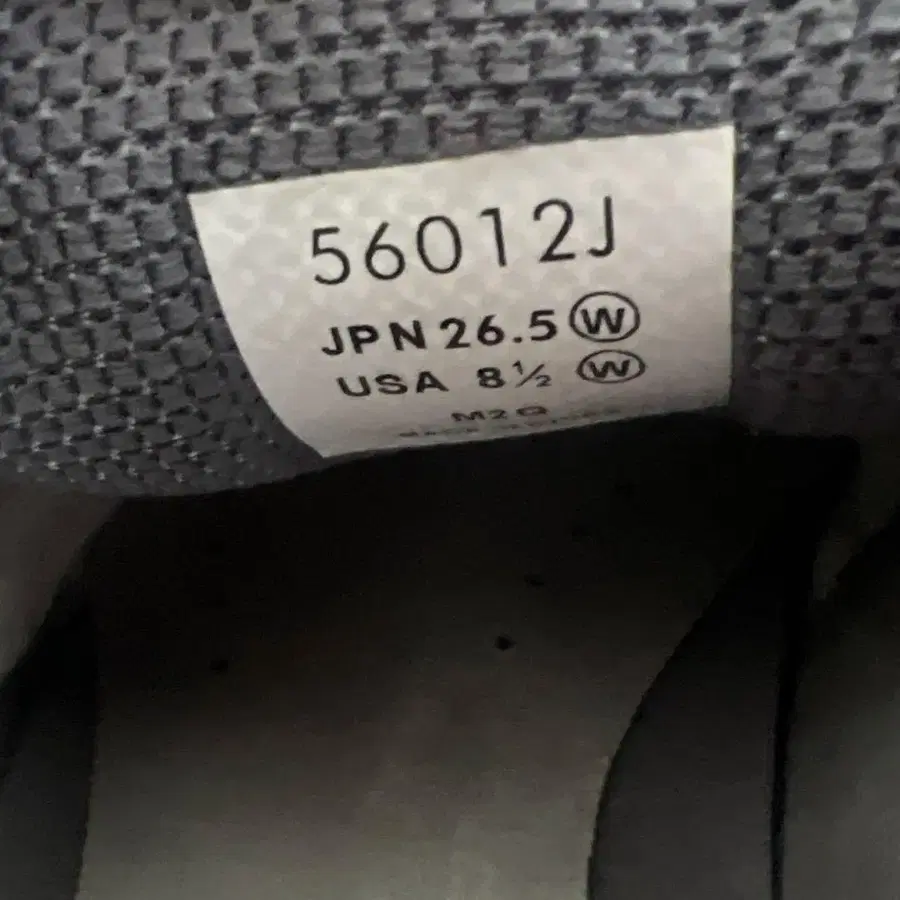 56012J
JPN 26.5 Ⓦ
USA 8½ Ⓦ
M2Q